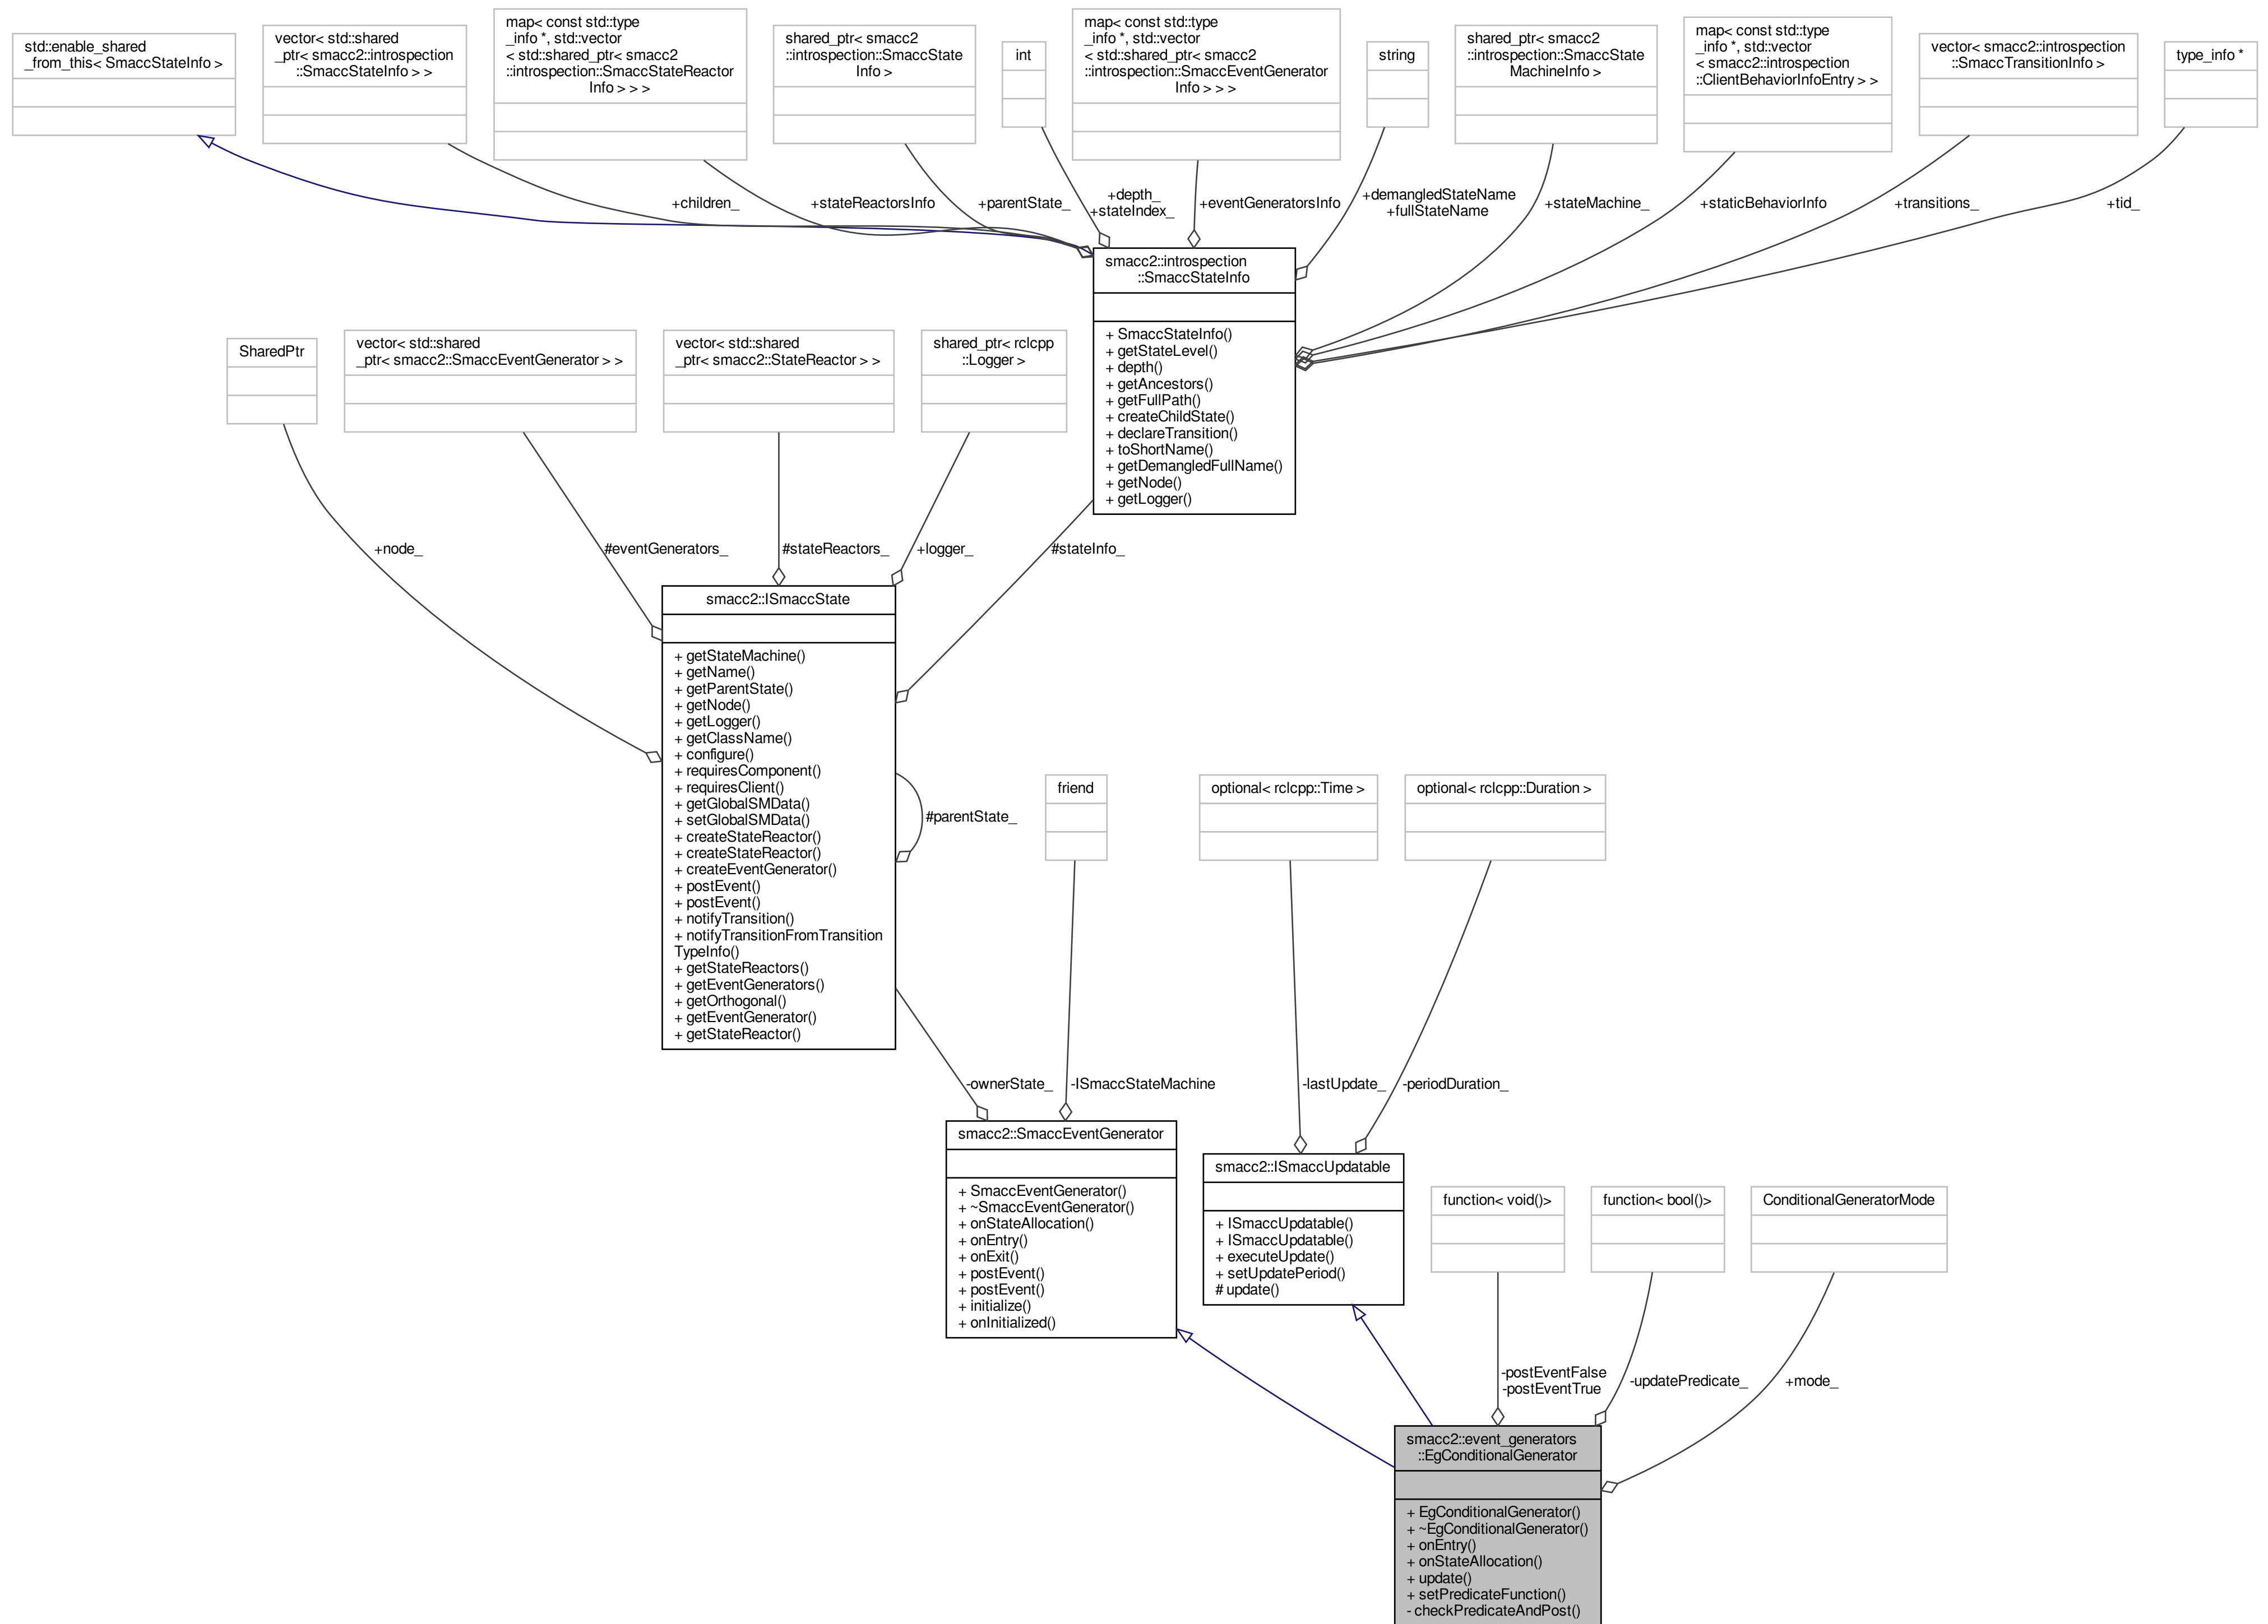 std::enable_shared
_from_this< SmaccStateInfo >
vector< std::shared
_ptr< smacc2::introspection
::SmaccStateInfo > >
map< const std::type
_info *, std::vector
< std::shared_ptr< smacc2
::introspection::SmaccStateReactor
Info > > >
shared_ptr< smacc2
::introspection::SmaccState
Info >
int
map< const std::type
_info *, std::vector
< std::shared_ptr< smacc2
::introspection::SmaccEventGenerator
Info > > >
string
shared_ptr< smacc2
::introspection::SmaccState
MachineInfo >
map< const std::type
_info *, std::vector
< smacc2::introspection
::ClientBehaviorInfoEntry > >
vector< smacc2::introspection
::SmaccTransitionInfo >
type_info *
+children_
+stateReactorsInfo
+parentState_
+depth_
+stateIndex_
+eventGeneratorsInfo
+demangledStateName
+fullStateName
+stateMachine_
+staticBehaviorInfo
+transitions_
+tid_
smacc2::introspection
::SmaccStateInfo
+ SmaccStateInfo()
+ getStateLevel()
+ depth()
+ getAncestors()
+ getFullPath()
+ createChildState()
+ declareTransition()
+ toShortName()
+ getDemangledFullName()
+ getNode()
+ getLogger()
SharedPtr
vector< std::shared
_ptr< smacc2::SmaccEventGenerator > >
vector< std::shared
_ptr< smacc2::StateReactor > >
shared_ptr< rclcpp
::Logger >
+node_
#eventGenerators_
#stateReactors_
+logger_
#stateInfo_
smacc2::ISmaccState
+ getStateMachine()
+ getName()
+ getParentState()
+ getNode()
+ getLogger()
+ getClassName()
+ configure()
+ requiresComponent()
+ requiresClient()
+ getGlobalSMData()
+ setGlobalSMData()
+ createStateReactor()
+ createStateReactor()
+ createEventGenerator()
+ postEvent()
+ postEvent()
+ notifyTransition()
+ notifyTransitionFromTransition
TypeInfo()
+ getStateReactors()
+ getEventGenerators()
+ getOrthogonal()
+ getEventGenerator()
+ getStateReactor()
#parentState_
friend
optional< rclcpp::Time >
optional< rclcpp::Duration >
-ownerState_
-ISmaccStateMachine
-lastUpdate_
-periodDuration_
smacc2::SmaccEventGenerator
+ SmaccEventGenerator()
+ ~SmaccEventGenerator()
+ onStateAllocation()
+ onEntry()
+ onExit()
+ postEvent()
+ postEvent()
+ initialize()
+ onInitialized()
smacc2::ISmaccUpdatable
+ ISmaccUpdatable()
+ ISmaccUpdatable()
+ executeUpdate()
+ setUpdatePeriod()
# update()
function< void()>
function< bool()>
ConditionalGeneratorMode
-postEventFalse
-postEventTrue
-updatePredicate_
+mode_
smacc2::event_generators
::EgConditionalGenerator
+ EgConditionalGenerator()
+ ~EgConditionalGenerator()
+ onEntry()
+ onStateAllocation()
+ update()
+ setPredicateFunction()
- checkPredicateAndPost()